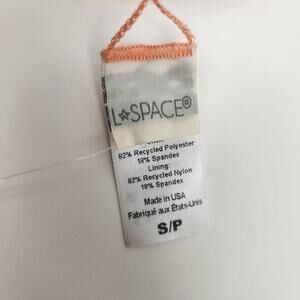 L★SPACE®
82% Recycled Polyester
18% Spandex
Lining:
82% Recycled Nylon
18% Spandex
Made in USA
Fabriqué aux États-Unis
S/P